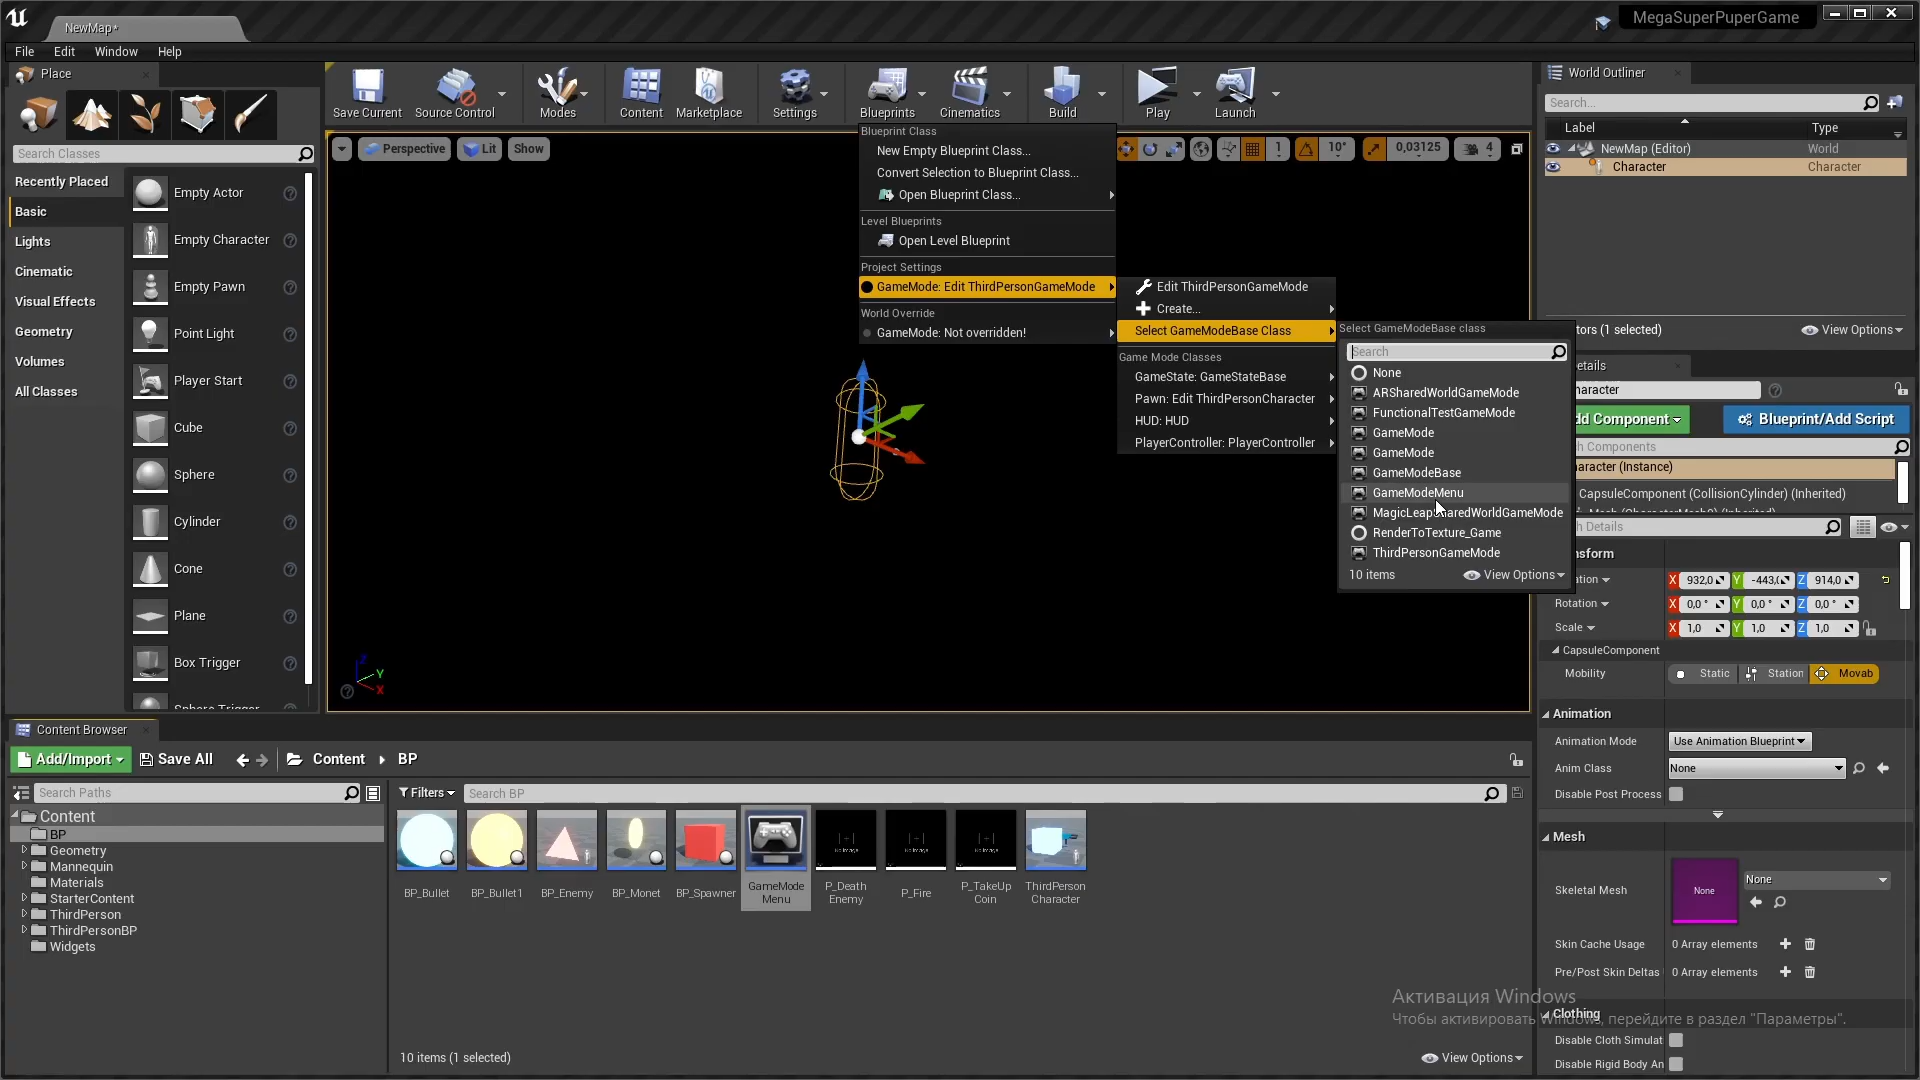 NewMap*
MegaSuperPuperGame
File Edit Window Help
Place
Search Classes
Recently Placed
Basic
Lights
Cinematic
Visual Effects
Geometry
Volumes
All Classes
Empty Actor
Empty Character
Empty Pawn
Point Light
Player Start
Cube
Sphere
Cylinder
Cone
Plane
Box Trigger
Sphere Trigger
Save Current
Source Control
Modes
Content
Marketplace
Settings
Blueprints
Cinematics
Build
Play
Launch
Perspective
Lit
Show
1
10°
0,03125
4
Blueprint Class
New Empty Blueprint Class...
Convert Selection to Blueprint Class...
Open Blueprint Class...
Level Blueprints
Open Level Blueprint
Project Settings
GameMode: Edit ThirdPersonGameMode
World Override
GameMode: Not overridden!
Edit ThirdPersonGameMode
Create...
Select GameModeBase Class
Game Mode Classes
GameState: GameStateBase
Pawn: Edit ThirdPersonCharacter
HUD: HUD
PlayerController: PlayerController
Select GameModeBase class
Search
None
ARSharedWorldGameMode
FunctionalTestGameMode
GameMode
GameMode
GameModeBase
GameModeMenu
MagicLeapSharedWorldGameMode
RenderToTexture_Game
ThirdPersonGameMode
10 items
View Options
Z
Y
X
World Outliner
Search...
Label Type
NewMap (Editor) World
Character Character
tors (1 selected)
View Options
etails
haracter
dd Component
Blueprint/Add Script
ch Components
haracter (Instance)
CapsuleComponent (CollisionCylinder) (Inherited)
ch Details
nsform
ation X 932,0 Y -443,( Z 914,0
Rotation X 0,0 ° Y 0,0 ° Z 0,0 °
Scale X 1,0 Y 1,0 Z 1,0
CapsuleComponent
Mobility Static Station Movab
Animation
Animation Mode Use Animation Blueprint
Anim Class None
Disable Post Process
Mesh
Skeletal Mesh None None
Skin Cache Usage 0 Array elements
Pre/Post Skin Deltas 0 Array elements
Clothing
Disable Cloth Simulat
Disable Rigid Body An
Content Browser
Add/Import
Save All
Content
BP
Search Paths
Filters
Search BP
Content
BP
Geometry
Mannequin
Materials
StarterContent
ThirdPerson
ThirdPersonBP
Widgets
BP_Bullet
BP_Bullet1
BP_Enemy
BP_Monet
BP_Spawner
GameMode
Menu
P_Death
Enemy
P_Fire
P_TakeUp
Coin
ThirdPerson
Character
10 items (1 selected)
View Options
Активация Windows
Чтобы активировать Windows, перейдите в раздел "Параметры".